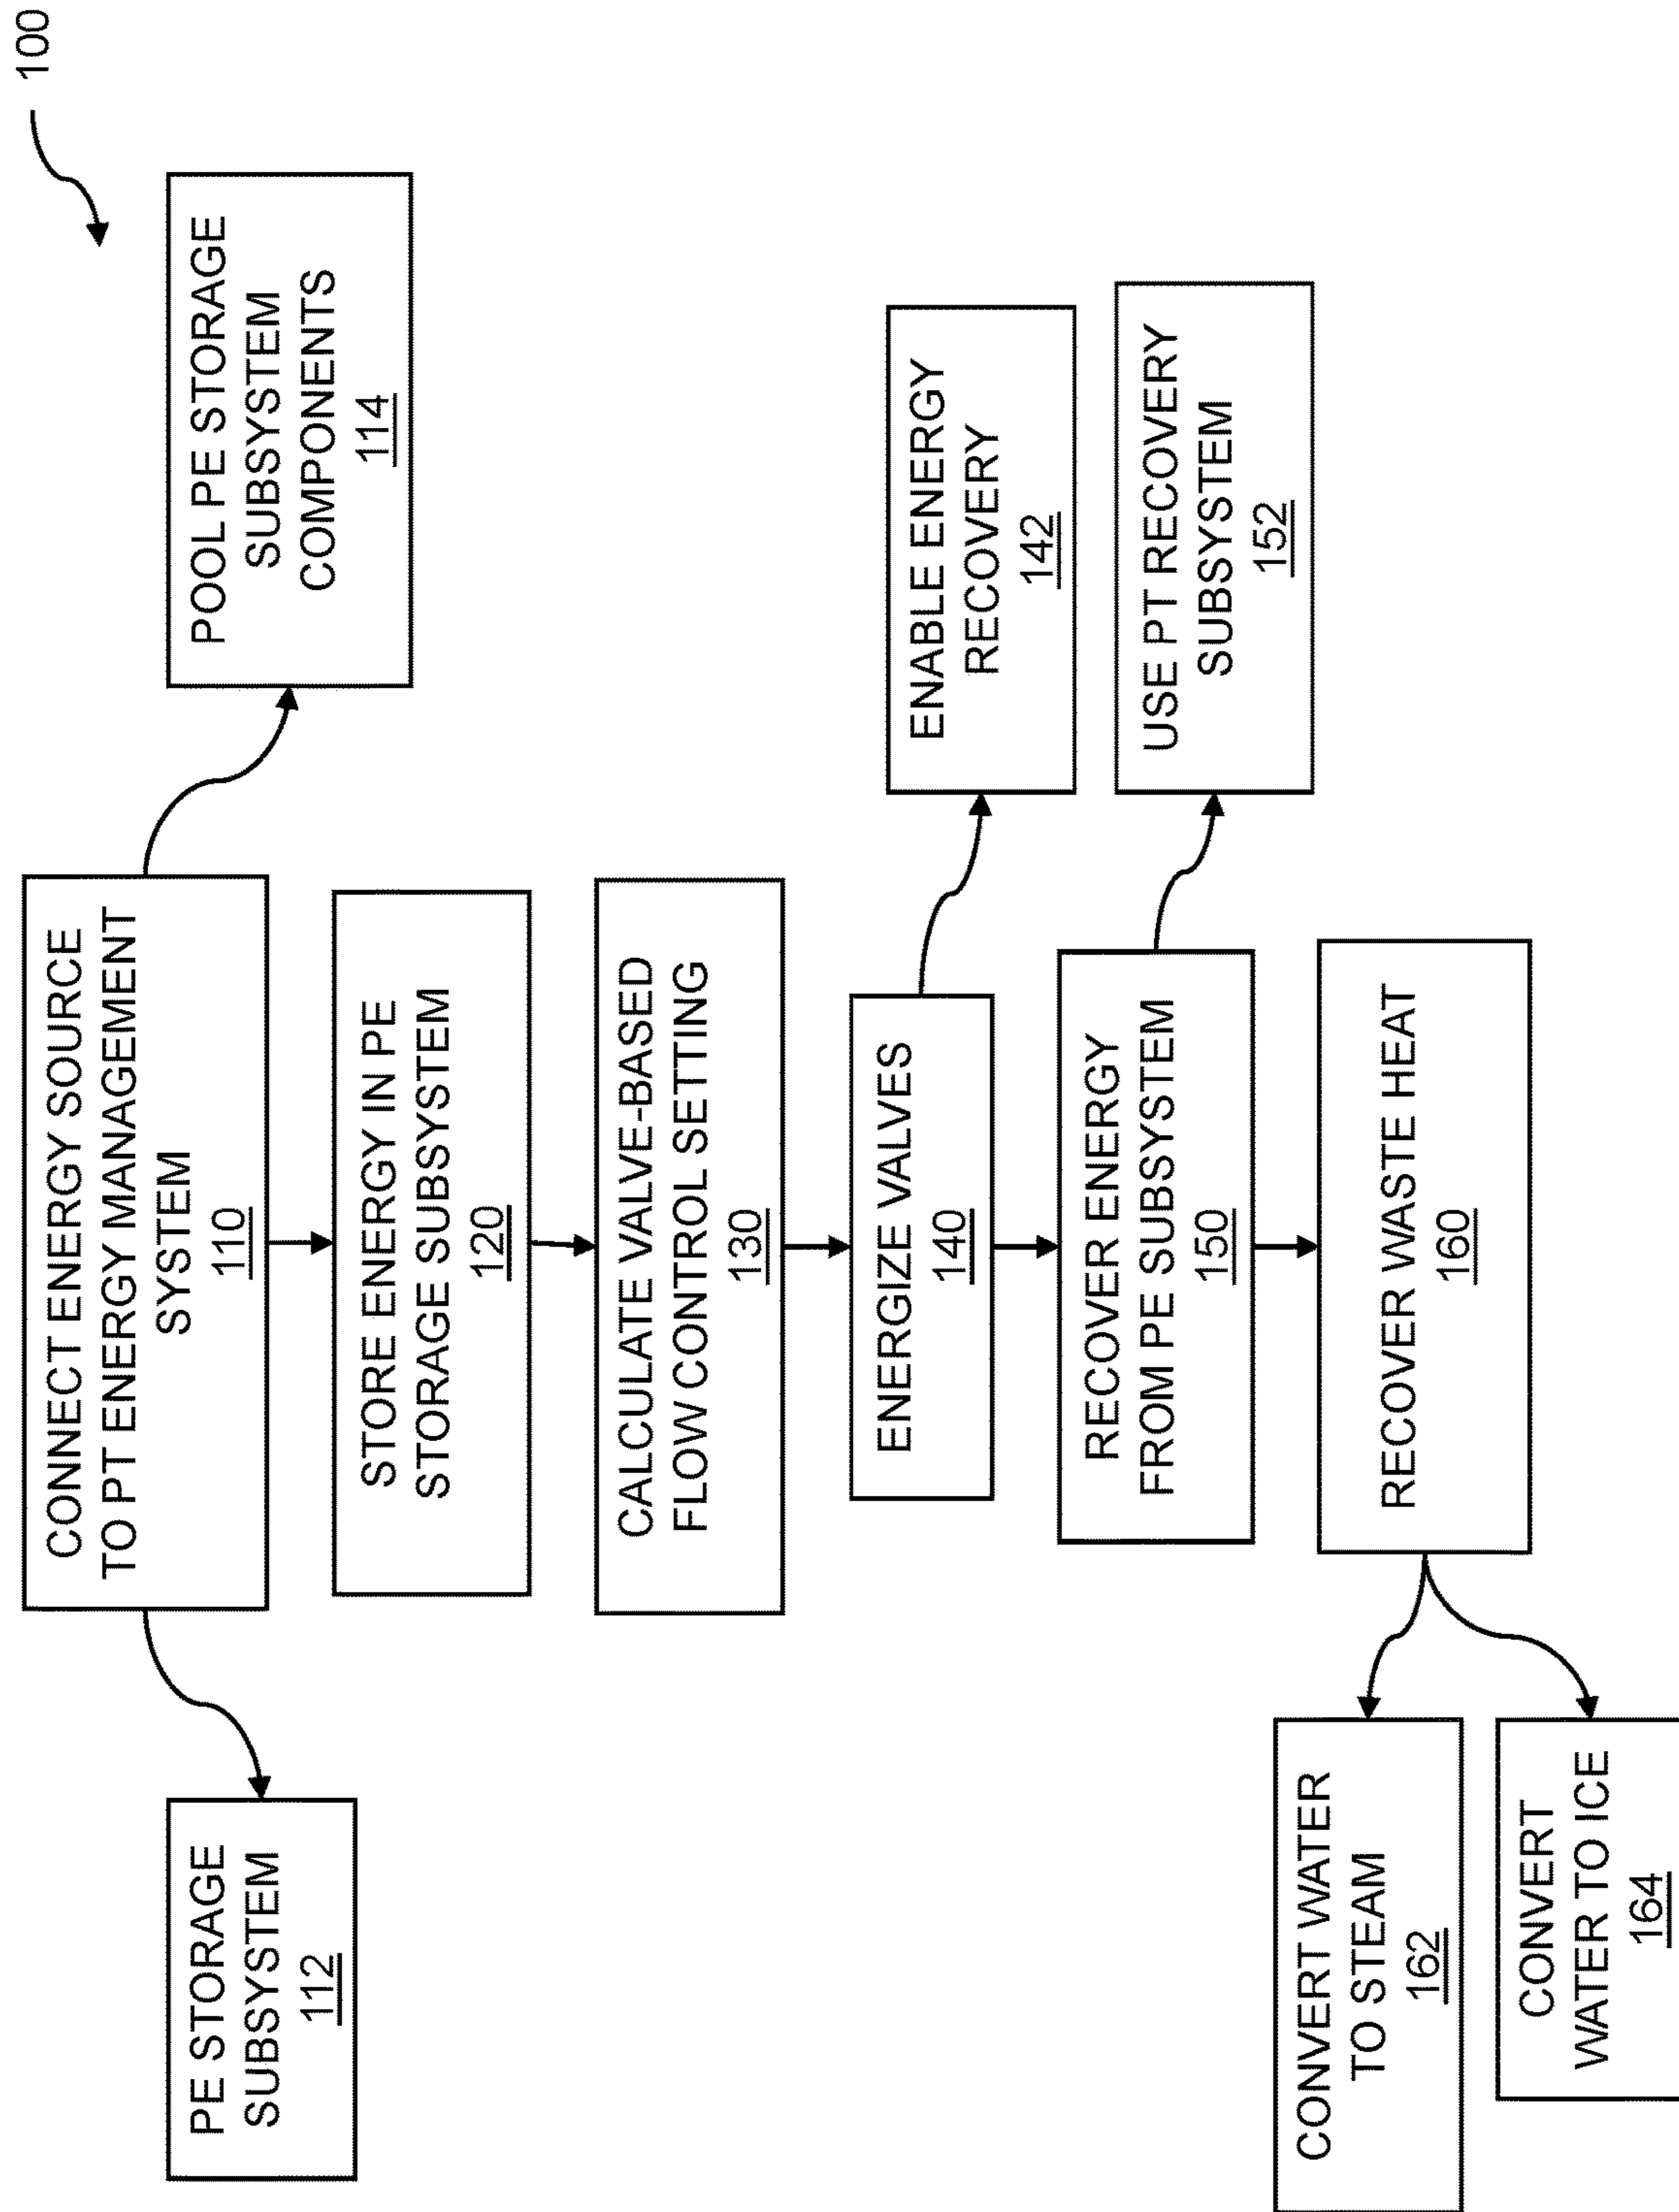 100
CONNECT ENERGY SOURCE
TO PT ENERGY MANAGEMENT
SYSTEM
110
PE STORAGE
SUBSYSTEM
112
POOL PE STORAGE
SUBSYSTEM
COMPONENTS
114
STORE ENERGY IN PE
STORAGE SUBSYSTEM
120
CALCULATE VALVE-BASED
FLOW CONTROL SETTING
130
ENERGIZE VALVES
140
ENABLE ENERGY
RECOVERY
142
RECOVER ENERGY
FROM PE SUBSYSTEM
150
USE PT RECOVERY
SUBSYSTEM
152
RECOVER WASTE HEAT
160
CONVERT WATER
TO STEAM
162
CONVERT
WATER TO ICE
164